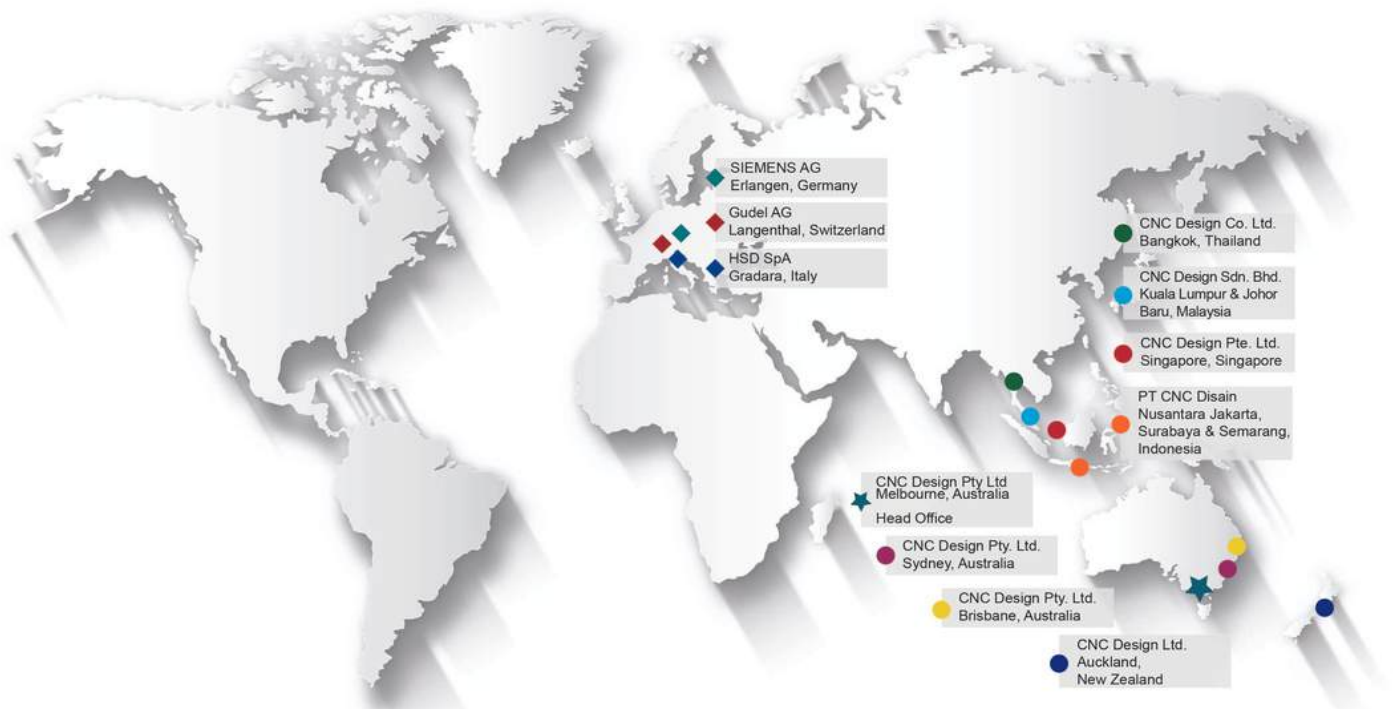 SIEMENS AG
Erlangen, Germany
Gudel AG
Langenthal, Switzerland
HSD SpA
Gradara, Italy
CNC Design Co. Ltd.
Bangkok, Thailand
CNC Design Sdn. Bhd.
Kuala Lumpur & Johor
Baru, Malaysia
CNC Design Pte. Ltd.
Singapore, Singapore
PT CNC Disain
Nusantara Jakarta,
Surabaya & Semarang,
Indonesia
CNC Design Pty Ltd
Melbourne, Australia
Head Office
CNC Design Pty. Ltd.
Sydney, Australia
CNC Design Pty. Ltd.
Brisbane, Australia
CNC Design Ltd.
Auckland,
New Zealand